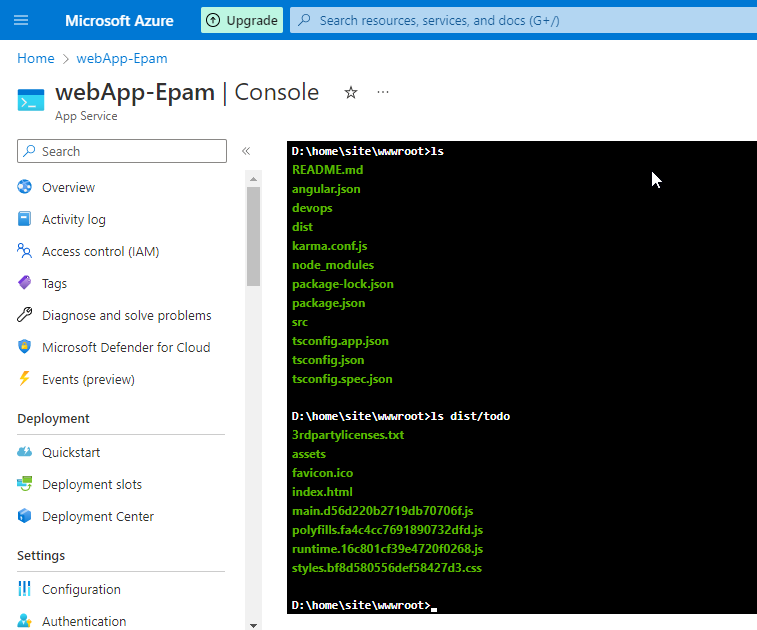 Microsoft Azure
Upgrade
Search resources, services, and docs (G+/)
Home > webApp-Epam
webApp-Epam | Console
App Service
Search
Overview
Activity log
Access control (IAM)
Tags
Diagnose and solve problems
Microsoft Defender for Cloud
Events (preview)
Deployment
Quickstart
Deployment slots
Deployment Center
Settings
Configuration
Authentication
D:\home\site\wwwroot>ls
README.md
angular.json
devops
dist
karma.conf.js
node_modules
package-lock.json
package.json
src
tsconfig.app.json
tsconfig.json
tsconfig.spec.json
D:\home\site\wwwroot>ls dist/todo
3rdpartylicenses.txt
assets
favicon.ico
index.html
main.d56d220b2719db70706f.js
polyfills.fa4c4cc7691890732dfd.js
runtime.16c801cf39e4720f0268.js
styles.bf8d580556def58427d3.css
D:\home\site\wwwroot>